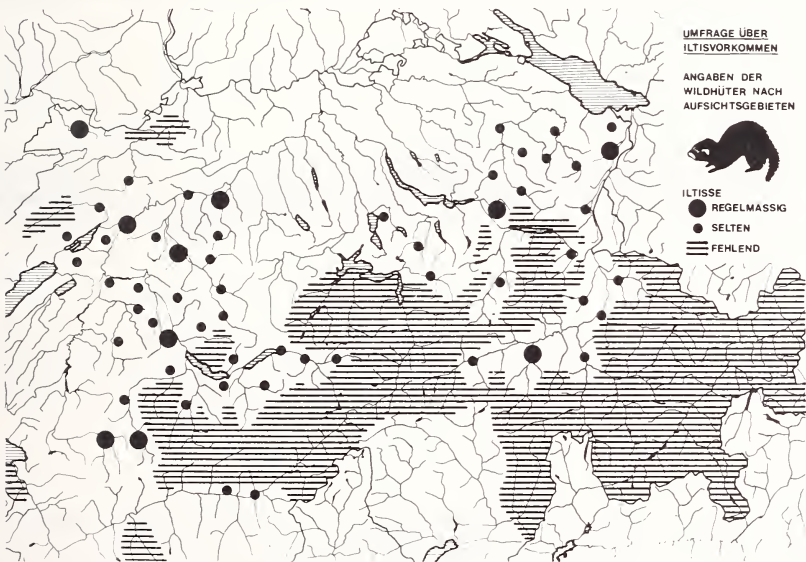 UMFRAGE ÜBER
ILTISVORKOMMEN
ANGABEN DER
WILDHÜTER NACH
AUFSICHTSGEBIETEN
ILTISSE
REGELMÄSSIG
SELTEN
FEHLEND